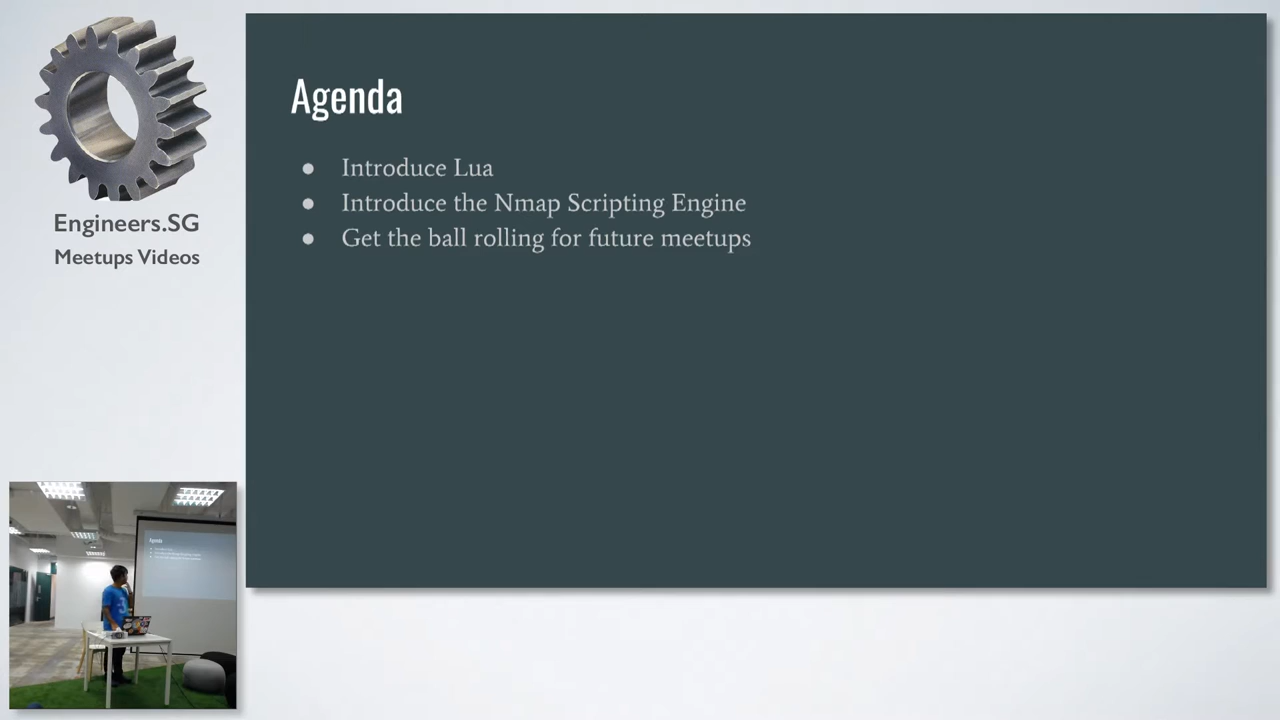 Engineers.SG
Meetups Videos
Agenda
● Introduce Lua
● Introduce the Nmap Scripting Engine
● Get the ball rolling for future meetups
Agenda